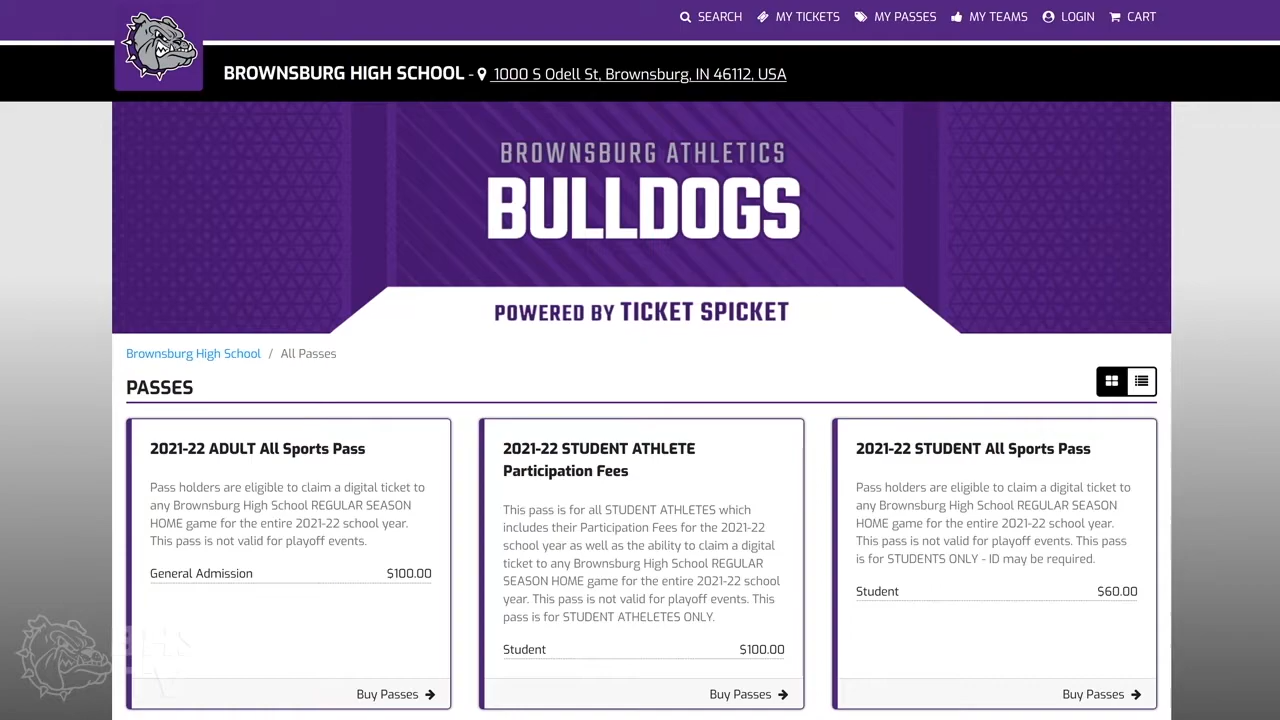 SEARCH MY TICKETS MY PASSES MY TEAMS LOGIN CART
BROWNSBURG HIGH SCHOOL - 1000 S Odell St, Brownsburg, IN 46112, USA
BROWNSBURG ATHLETICS
BULLDOGS
POWERED BY TICKET SPICKET
Brownsburg High School / All Passes
PASSES
2021-22 ADULT All Sports Pass
Pass holders are eligible to claim a digital ticket to
any Brownsburg High School REGULAR SEASON
HOME game for the entire 2021-22 school year.
This pass is not valid for playoff events.
General Admission $100.00
Buy Passes
2021-22 STUDENT ATHLETE
Participation Fees
This pass is for all STUDENT ATHLETES which
includes their Participation Fees for the 2021-22
school year as well as the ability to claim a digital
ticket to any Brownsburg High School REGULAR
SEASON HOME game for the entire 2021-22 school
year. This pass is not valid for playoff events. This
pass is for STUDENT ATHELETES ONLY.
Student $100.00
Buy Passes
2021-22 STUDENT All Sports Pass
Pass holders are eligible to claim a digital ticket to
any Brownsburg High School REGULAR SEASON
HOME game for the entire 2021-22 school year.
This pass is not valid for playoff events. This pass
is for STUDENTS ONLY - ID may be required.
Student $60.00
Buy Passes